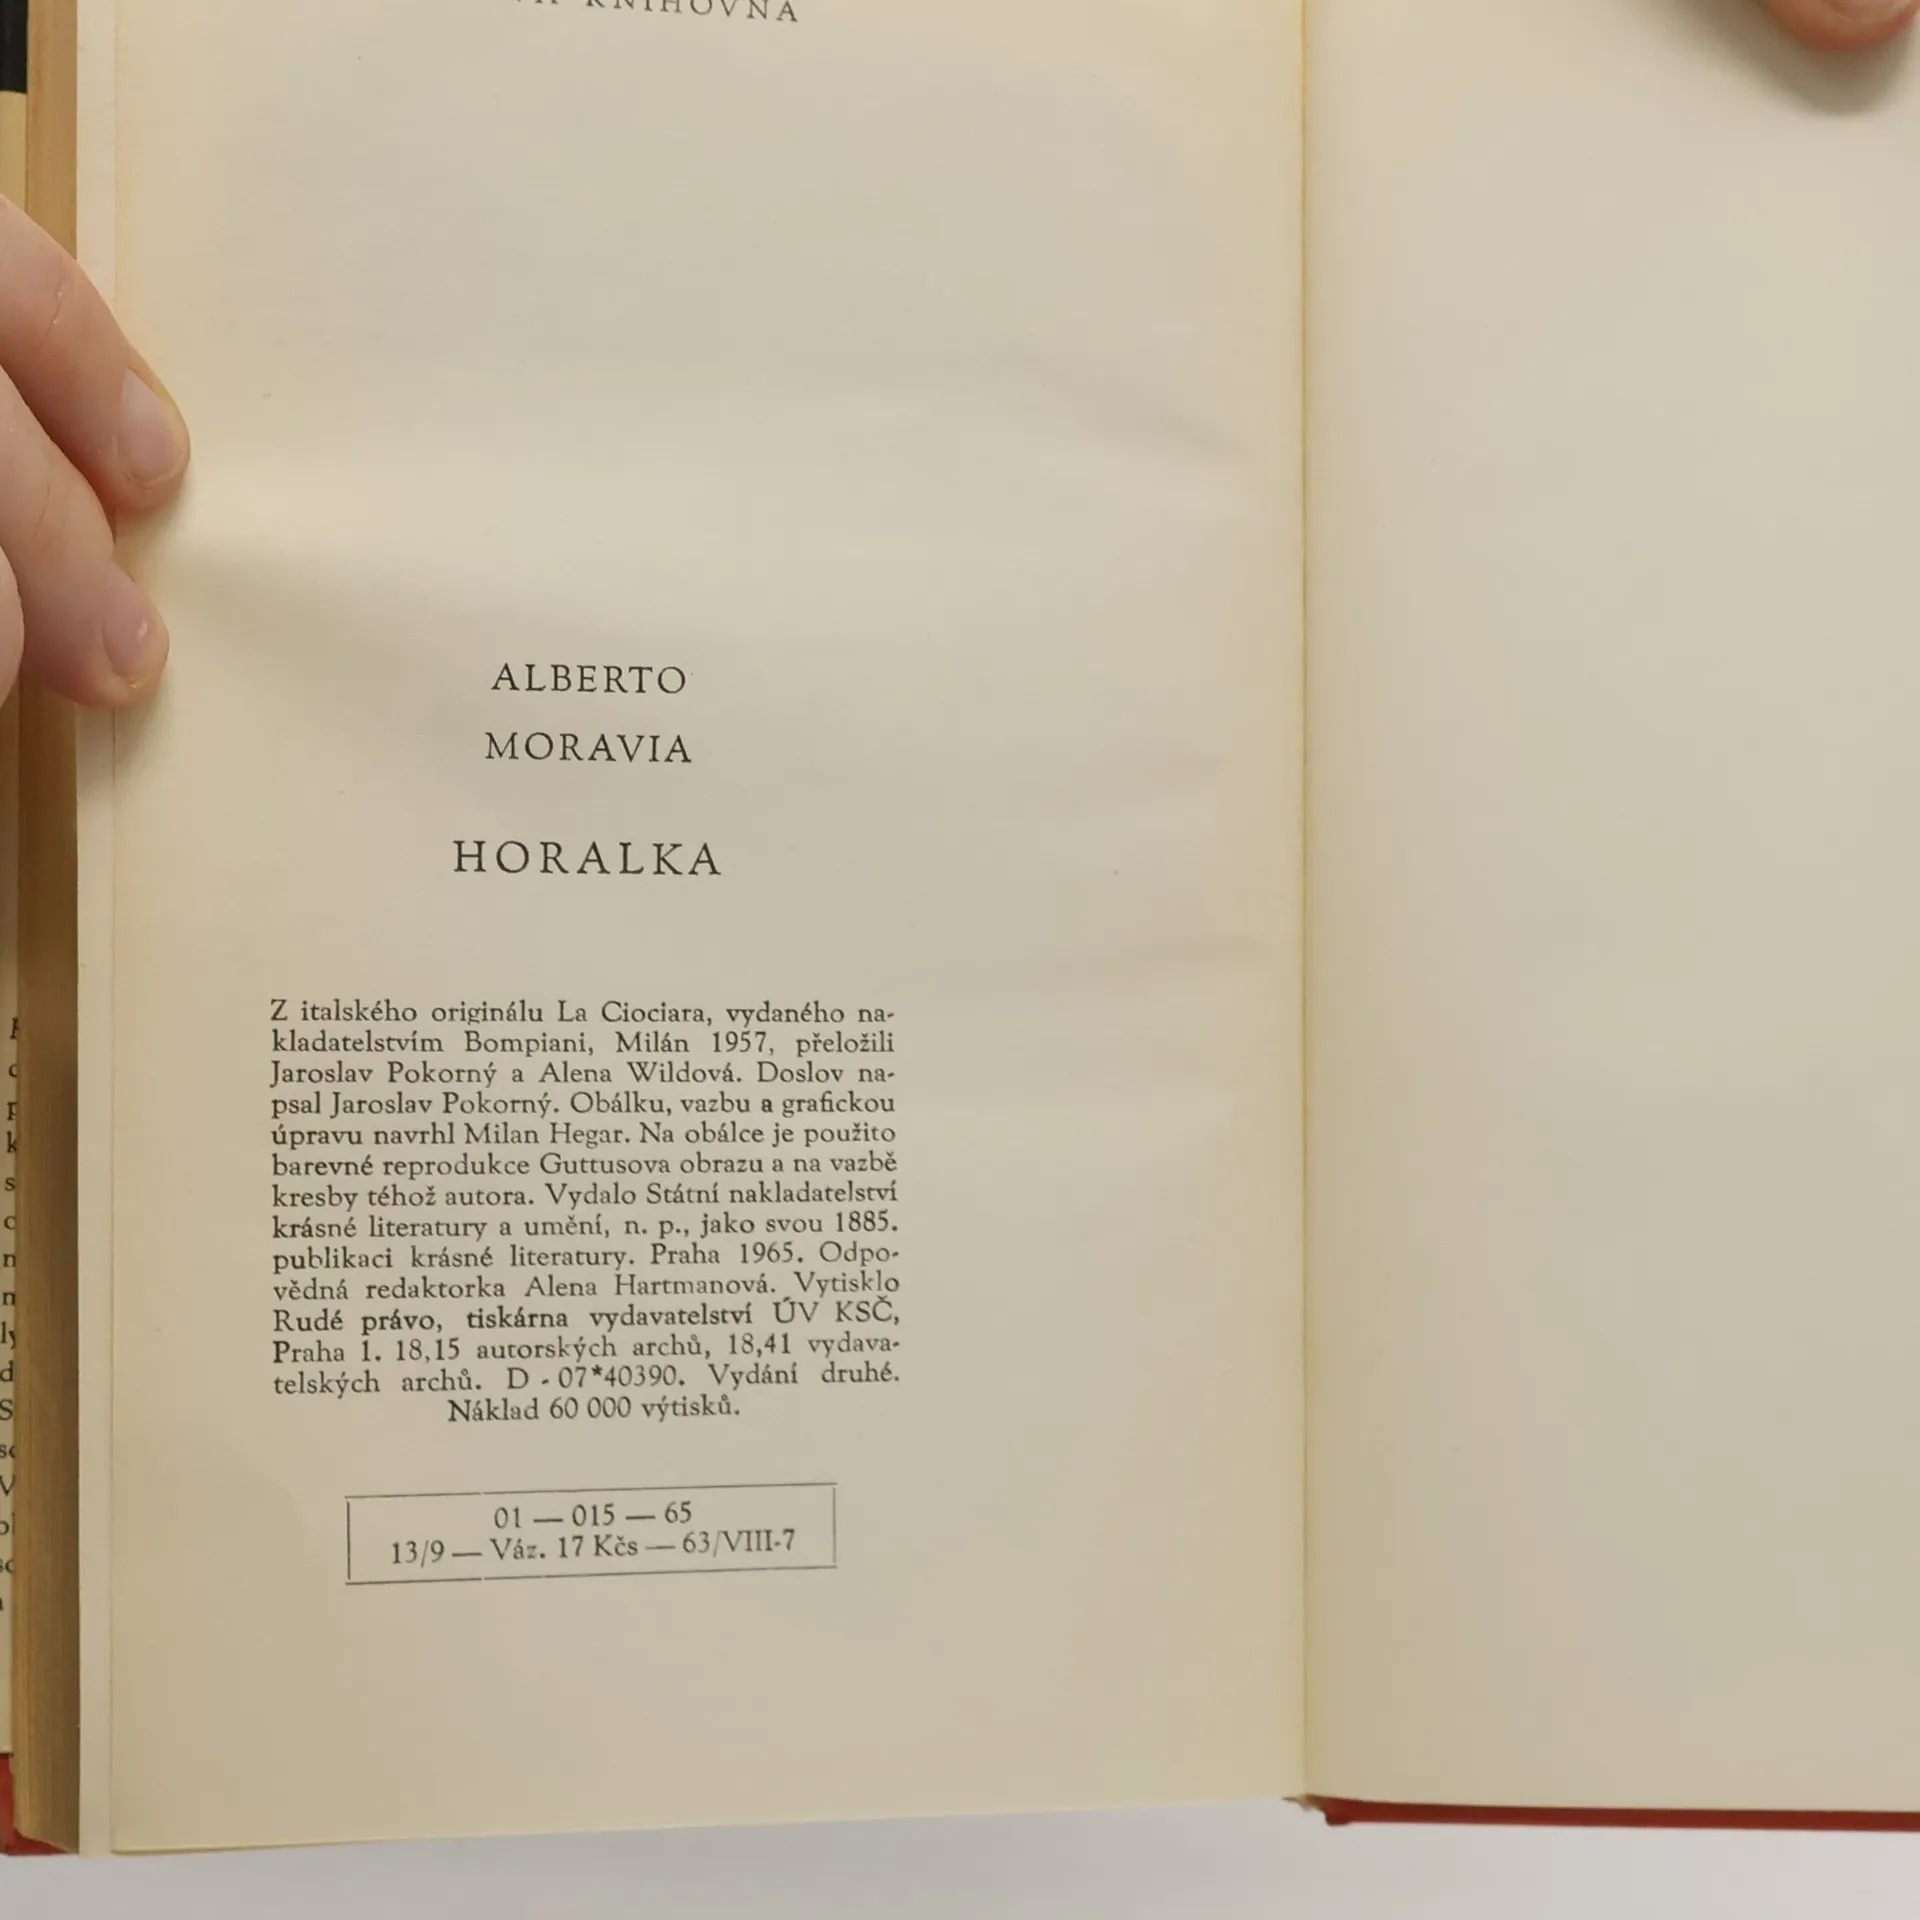 KNIHOVNA
ALBERTO
MORAVIA
HORALKA
Z italského originálu La Ciociara, vydaného na-
kladatelstvím Bompiani, Milán 1957, přeložili
Jaroslav Pokorný a Alena Wildová. Doslov na-
psal Jaroslav Pokorný. Obálku, vazbu a grafickou
úpravu navrhl Milan Hegar. Na obálce je použito
barevné reprodukce Guttusova obrazu a na vazbě
kresby téhož autora. Vydalo Státní nakladatelství
krásné literatury a umění, n. p., jako svou 1885.
publikaci krásné literatury. Praha 1965. Odpo-
vědná redaktorka Alena Hartmanová. Vytisklo
Rudé právo, tiskárna vydavatelství ÚV KSČ,
Praha 1. 18,15 autorských archů, 18,41 vydava-
telských archů. D - 07*40390. Vydání druhé.
Náklad 60 000 výtisků.
01 — 015 — 65
13/9 — Váz. 17 Kčs — 63/VIII-7